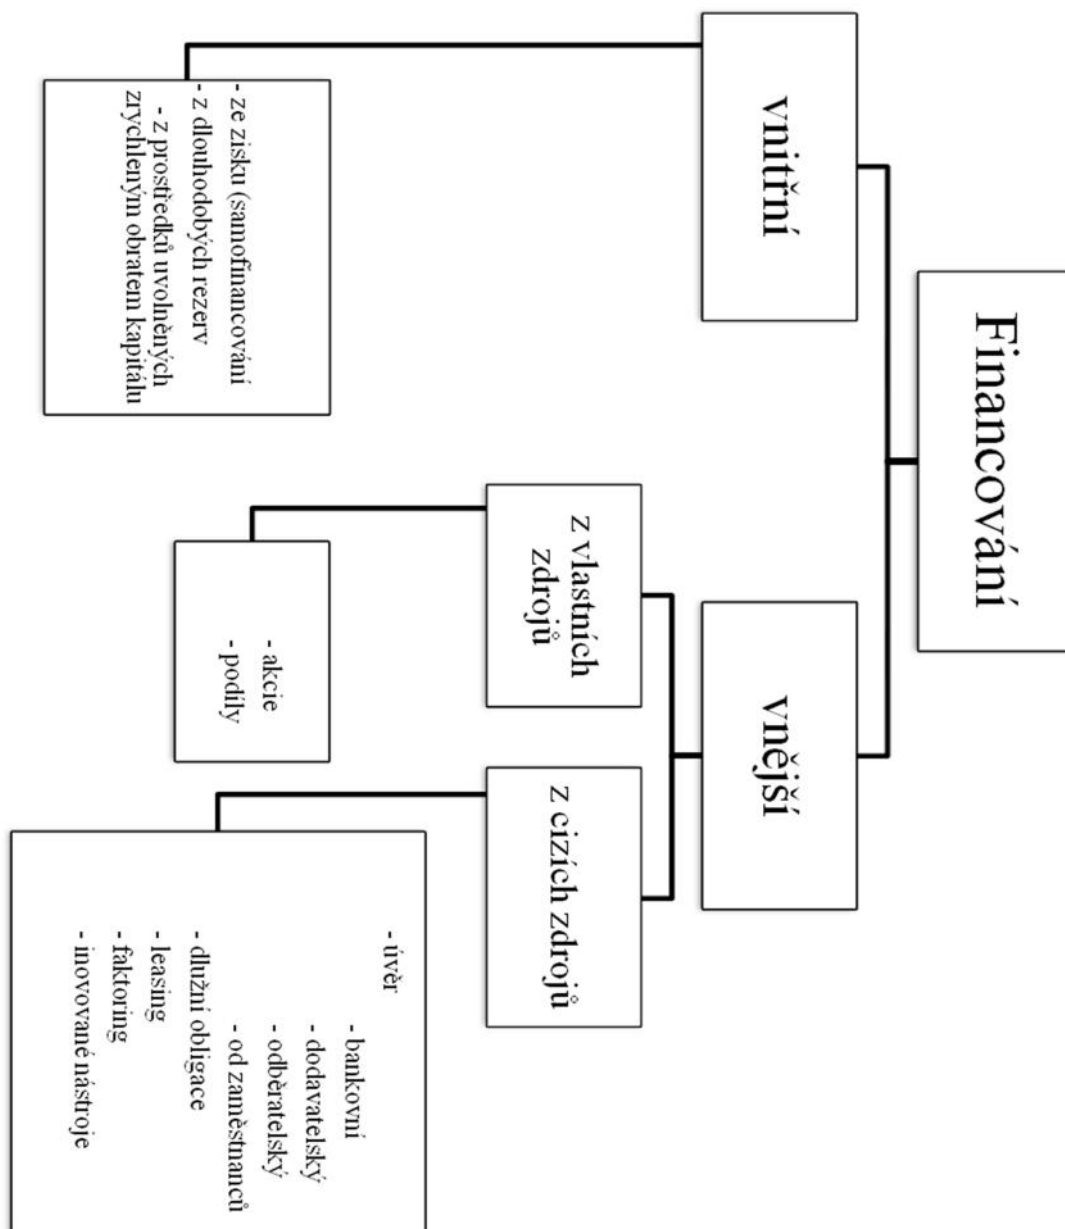 Financování
vnitřní
vnější
z vlastních
zdrojů
z cizích zdrojů
- ze zisku (samofinancování
- z dlouhodobých rezerv
- z prostředků uvolněných
zrychleným obratem kapitálu
- akcie
- podíly
- úvěr
- bankovní
- dodavatelský
- odběratelský
- od zaměstnanců
- dlužní obligace
- leasing
- faktoring
- inovované nástroje